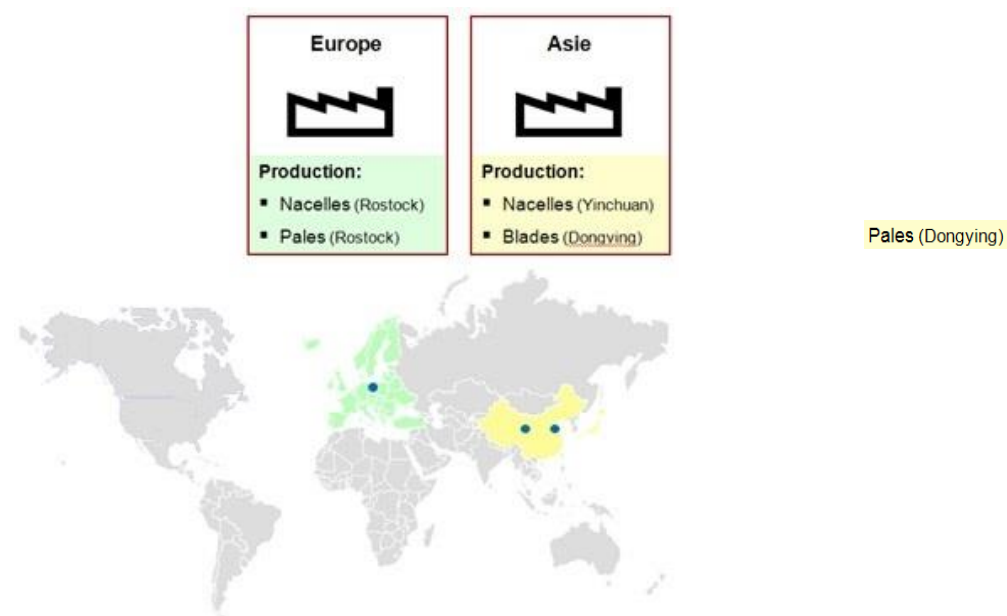 Europe
Production:
▪ Nacelles (Rostock)
▪ Pales (Rostock)
Asie
Production:
▪ Nacelles (Yinchuan)
▪ Blades (Dongying)
Pales (Dongying)